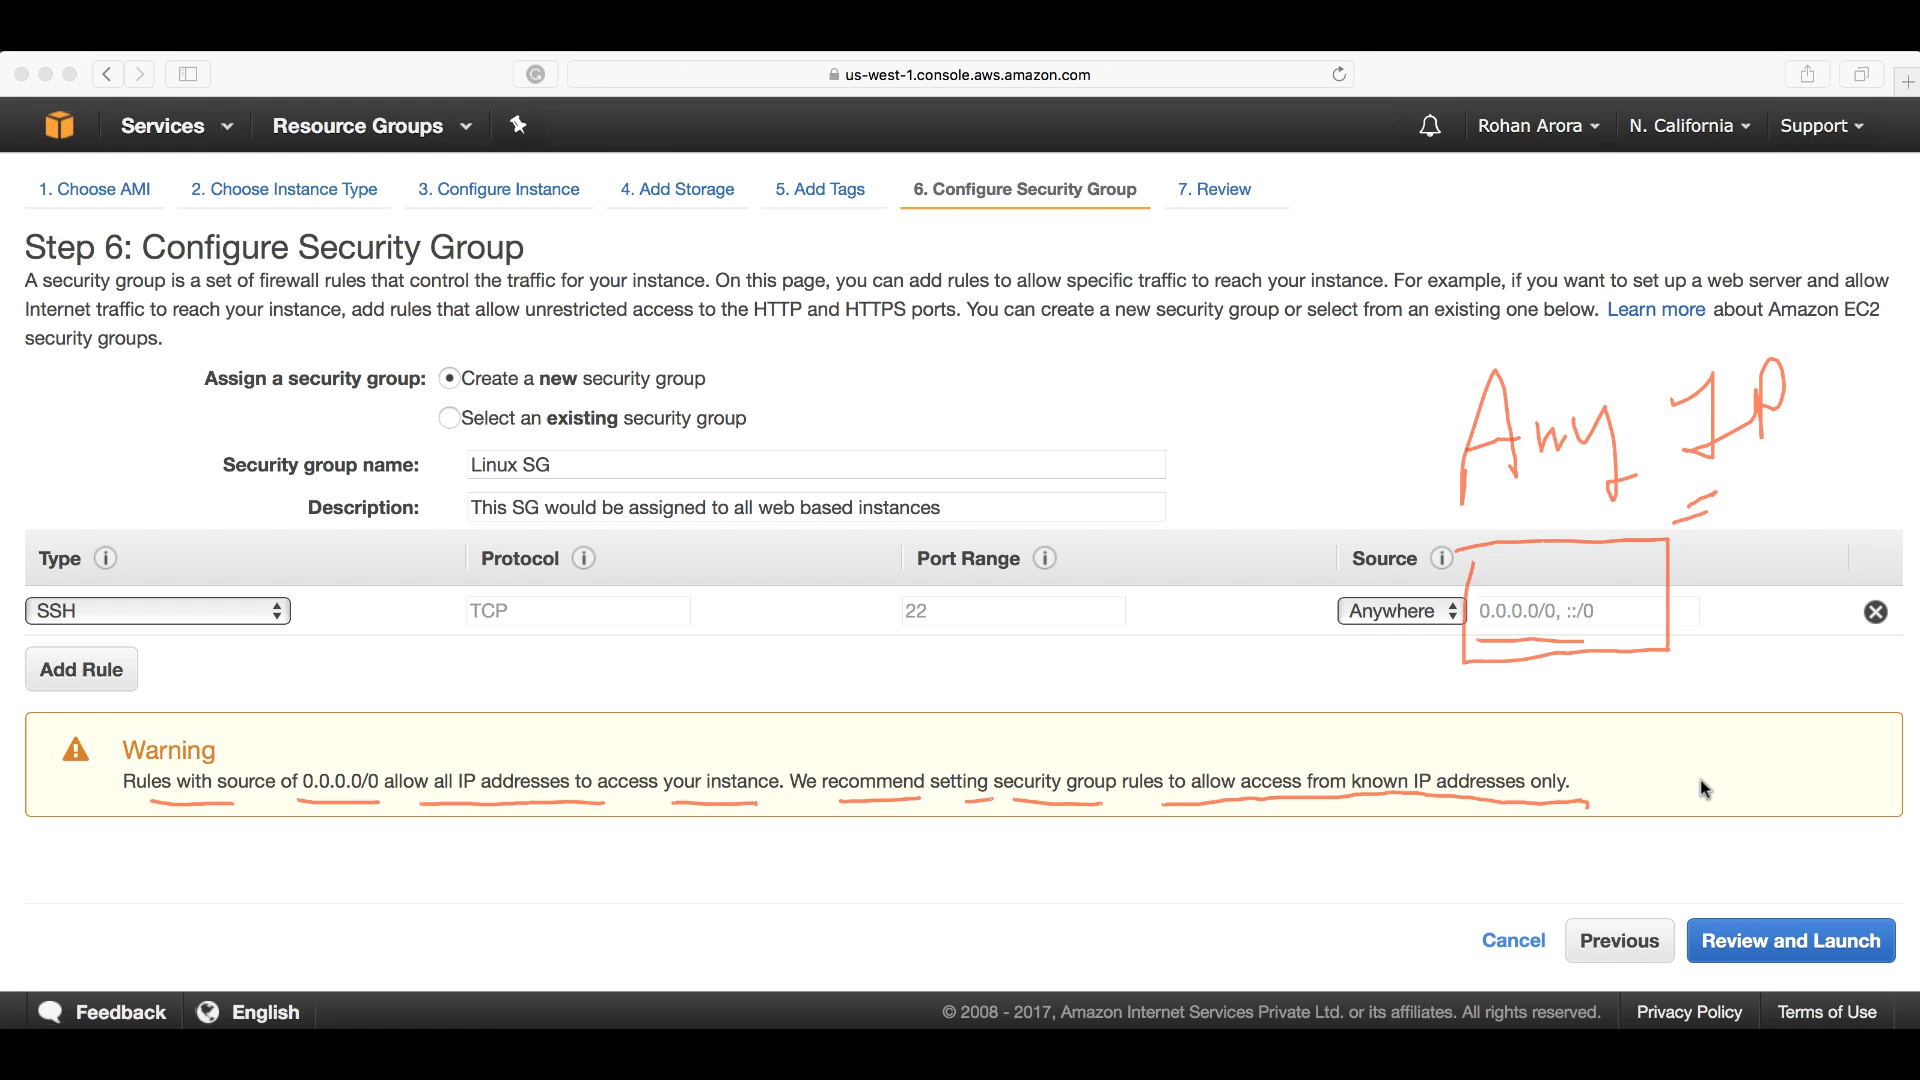 us-west-1.console.aws.amazon.com
Services Resource Groups Rohan Arora N. California Support
1. Choose AMI 2. Choose Instance Type 3. Configure Instance 4. Add Storage 5. Add Tags 6. Configure Security Group 7. Review
Step 6: Configure Security Group
A security group is a set of firewall rules that control the traffic for your instance. On this page, you can add rules to allow specific traffic to reach your instance. For example, if you want to set up a web server and allow
Internet traffic to reach your instance, add rules that allow unrestricted access to the HTTP and HTTPS ports. You can create a new security group or select from an existing one below. Learn more about Amazon EC2
security groups.
Assign a security group: Create a new security group
Select an existing security group
Any IP
Security group name: Linux SG
Description: This SG would be assigned to all web based instances
Type i Protocol i Port Range i Source i
SSH TCP 22 Anywhere 0.0.0.0/0, ::/0
Add Rule
Warning
Rules with source of 0.0.0.0/0 allow all IP addresses to access your instance. We recommend setting security group rules to allow access from known IP addresses only.
Cancel Previous Review and Launch
Feedback English © 2008 - 2017, Amazon Internet Services Private Ltd. or its affiliates. All rights reserved. Privacy Policy Terms of Use